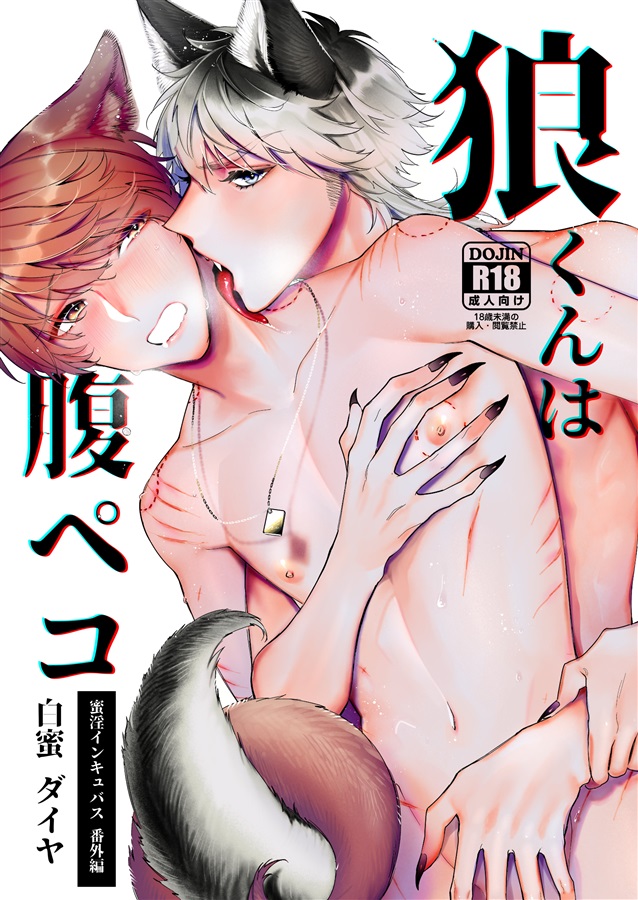 狼くんは
腹ペコ
DOJIN
R18
成人向け
18歳未満の
購入・閲覧禁止
蜜淫インキュバス 番外編
白蜜 ダイヤ